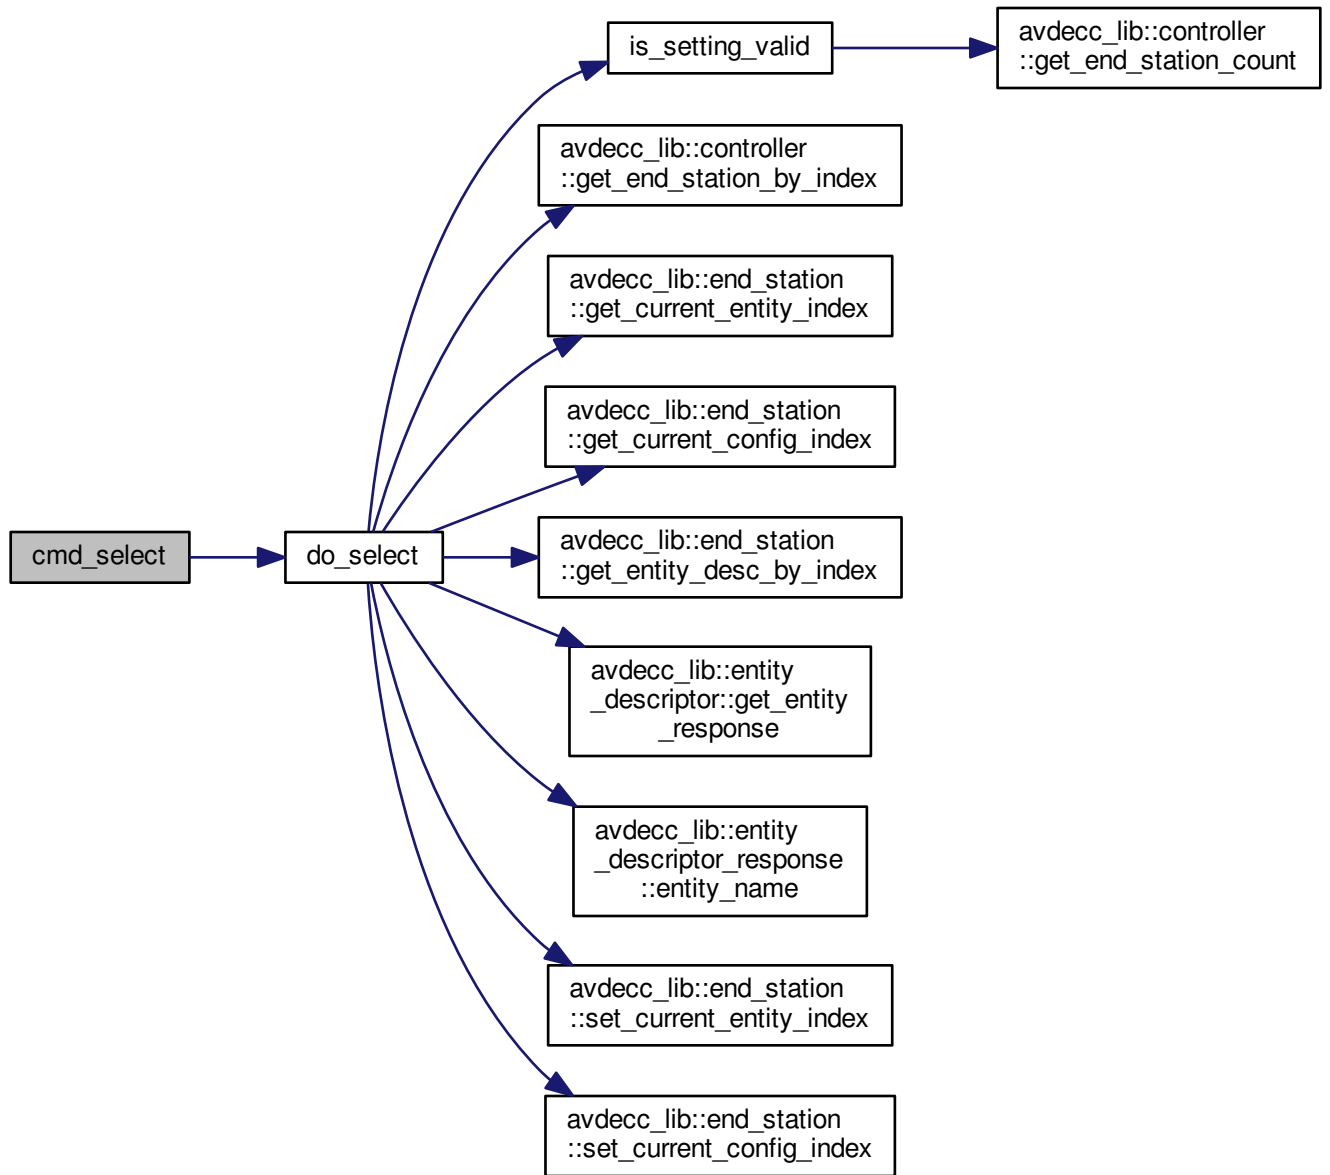 is_setting_valid
avdecc_lib::controller
::get_end_station_count
avdecc_lib::controller
::get_end_station_by_index
avdecc_lib::end_station
::get_current_entity_index
avdecc_lib::end_station
::get_current_config_index
cmd_select
do_select
avdecc_lib::end_station
::get_entity_desc_by_index
avdecc_lib::entity
_descriptor::get_entity
_response
avdecc_lib::entity
_descriptor_response
::entity_name
avdecc_lib::end_station
::set_current_entity_index
avdecc_lib::end_station
::set_current_config_index